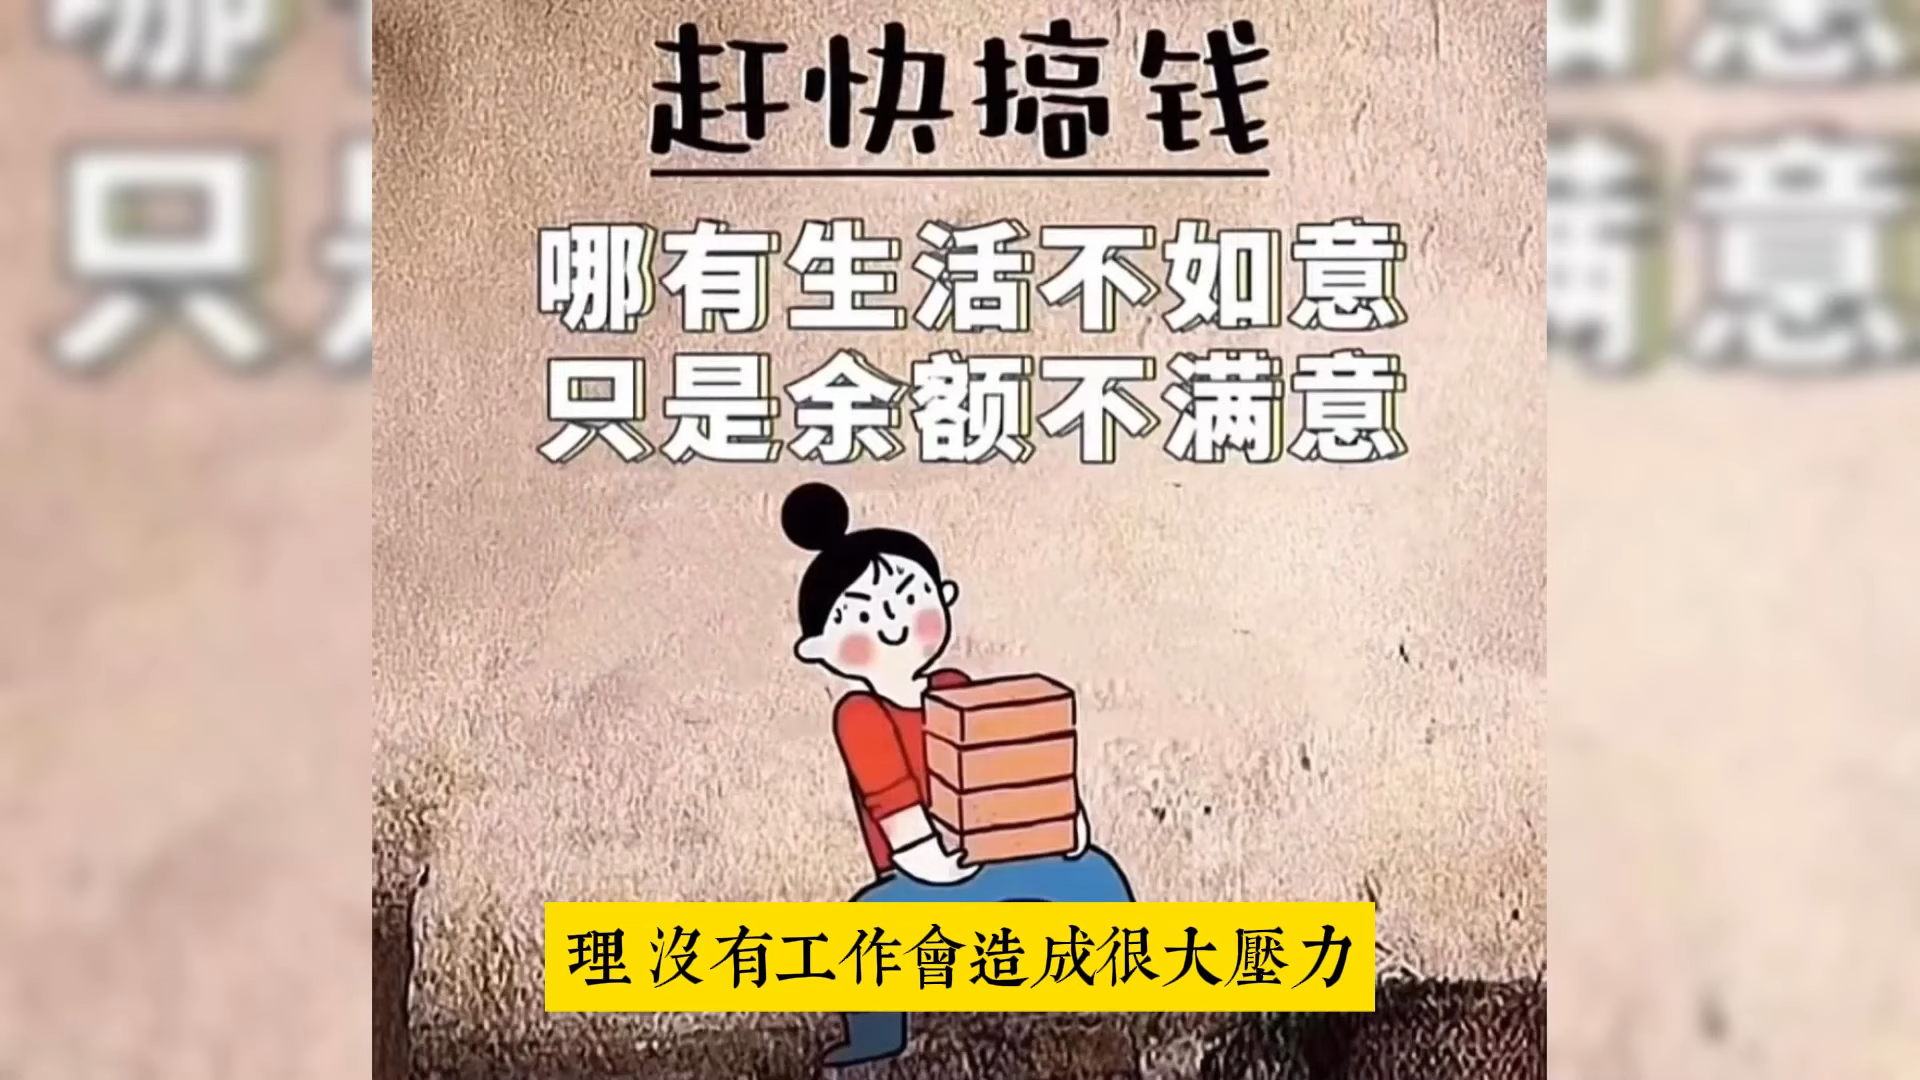 赶快搞钱
哪有生活不如意
只是余额不满意
理 沒有工作會造成很大壓力